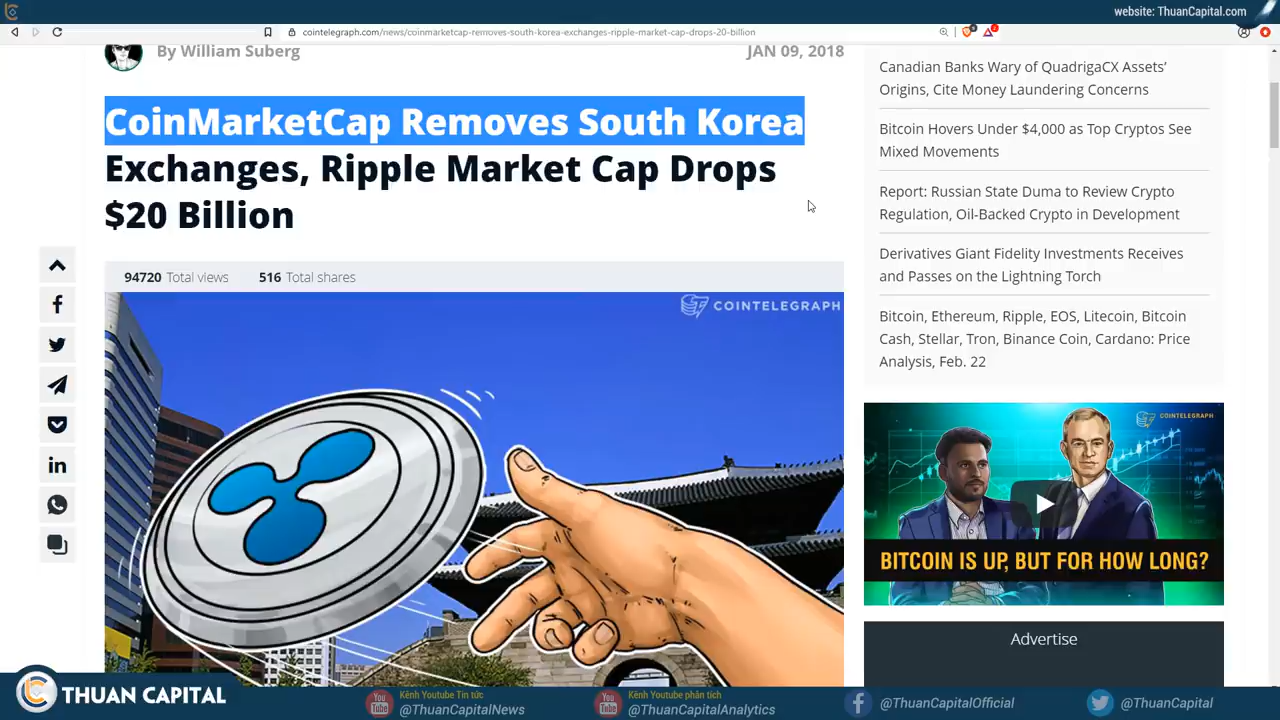 website: ThuanCapital.com
cointelegraph.com/news/coinmarketcap-removes-south-korea-exchanges-ripple-market-cap-drops-20-billion
By William Suberg
JAN 09, 2018
CoinMarketCap Removes South Korea
Exchanges, Ripple Market Cap Drops
$20 Billion
94720 Total views 516 Total shares
COINTELEGRAPH
Canadian Banks Wary of QuadrigaCX Assets’
Origins, Cite Money Laundering Concerns
Bitcoin Hovers Under $4,000 as Top Cryptos See
Mixed Movements
Report: Russian State Duma to Review Crypto
Regulation, Oil-Backed Crypto in Development
Derivatives Giant Fidelity Investments Receives
and Passes on the Lightning Torch
Bitcoin, Ethereum, Ripple, EOS, Litecoin, Bitcoin
Cash, Stellar, Tron, Binance Coin, Cardano: Price
Analysis, Feb. 22
COINTELEGRAPH
BITCOIN IS UP, BUT FOR HOW LONG?
Advertise
THUAN CAPITAL
You Tube
Kênh Youtube Tin tức
@ThuanCapitalNews
You Tube
Kênh Youtube phân tích
@ThuanCapitalAnalytics
@ThuanCapitalOfficial
@ThuanCapital